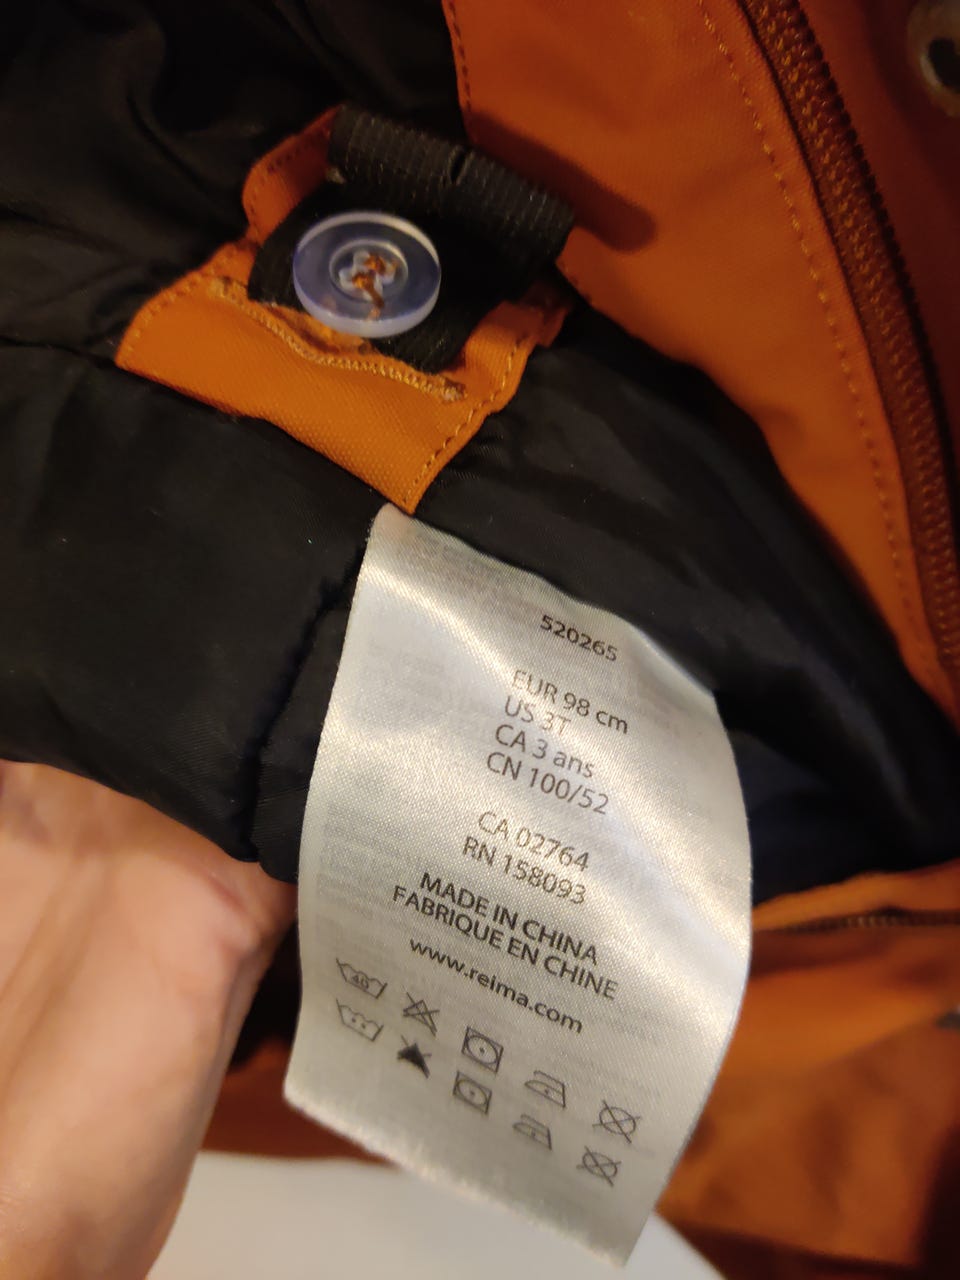 520265
EUR 98 cm
US 3T
CA 3 ans
CN 100/52
CA 02764
RN 158093
MADE IN CHINA
FABRIQUE EN CHINE
www.reima.com
40